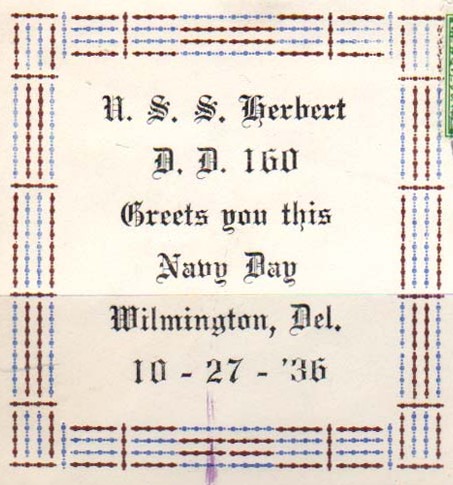 U. S. S. Herbert
D. D. 160
Greets you this
Navy Day
Wilmington, Del.
10 - 27 - '36